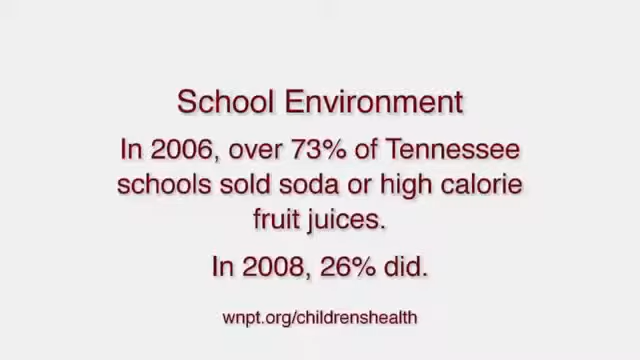 School Environment
In 2006, over 73% of Tennessee
schools sold soda or high calorie
fruit juices.
In 2008, 26% did.
wnpt.org/childrenshealth